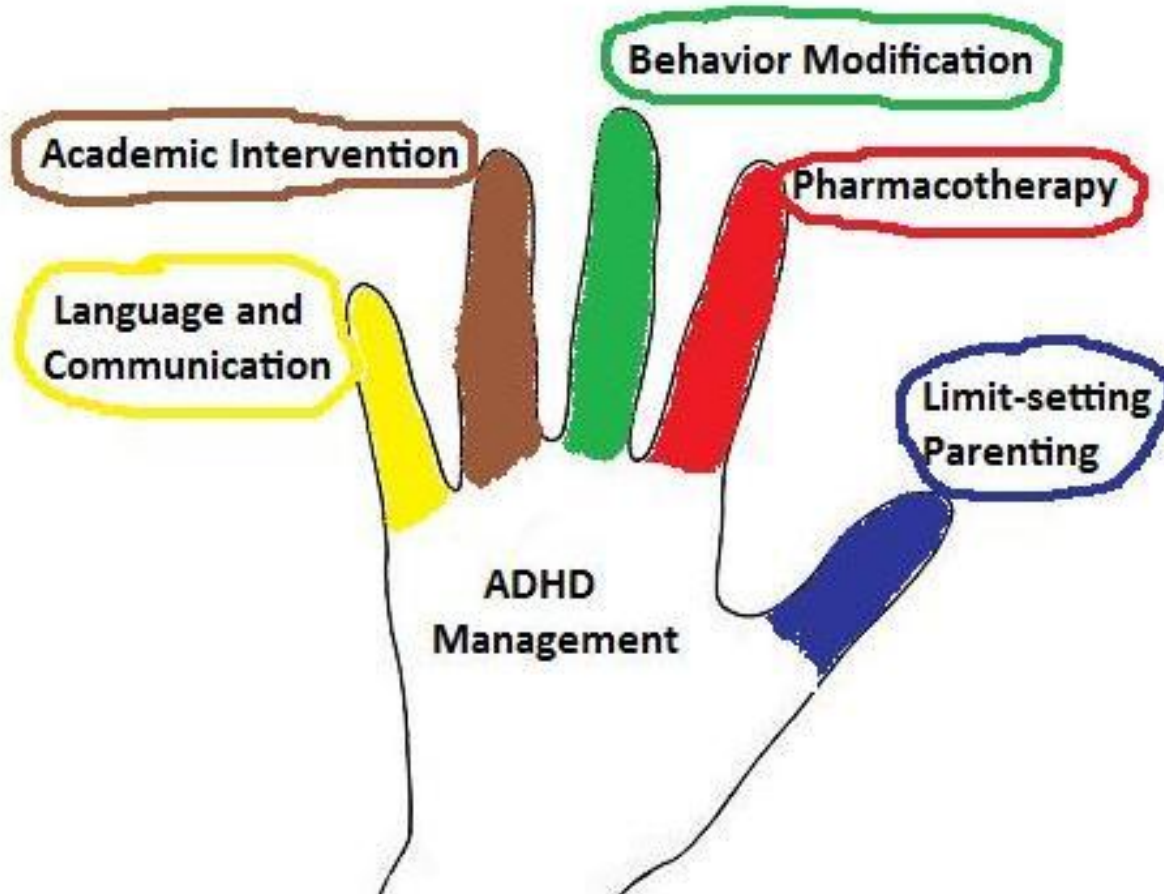 Behavior Modification
Academic Intervention
Pharmacotherapy
Language and
Communication
Limit-setting
Parenting
ADHD
Management